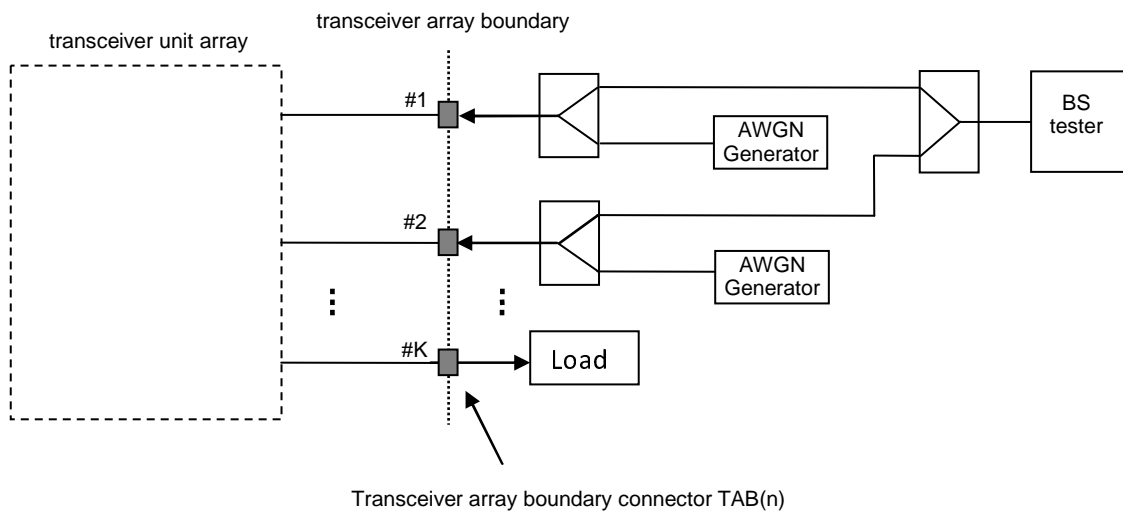 transceiver array boundary
transceiver unit array
#1
BS
tester
AWGN
Generator
#2
AWGN
Generator
#K
Load
Transceiver array boundary connector TAB(n)